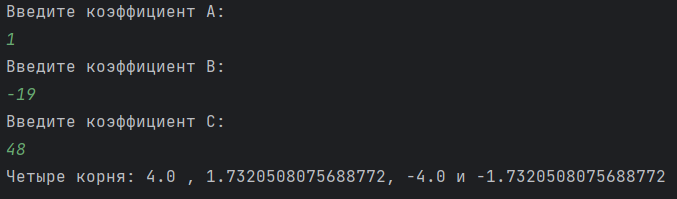 Введите коэффициент A:
1
Введите коэффициент B:
-19
Введите коэффициент C:
48
Четыре корня: 4.0 , 1.7320508075688772, -4.0 и -1.7320508075688772